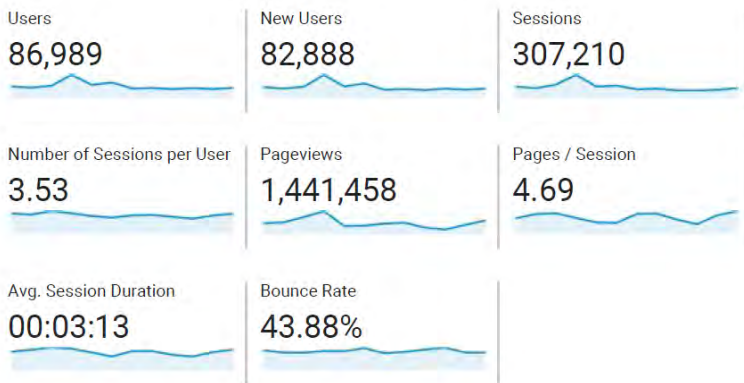 Users
86,989
New Users
82,888
Sessions
307,210
Number of Sessions per User
3.53
Pageviews
1,441,458
Pages / Session
4.69
Avg. Session Duration
00:03:13
Bounce Rate
43.88%